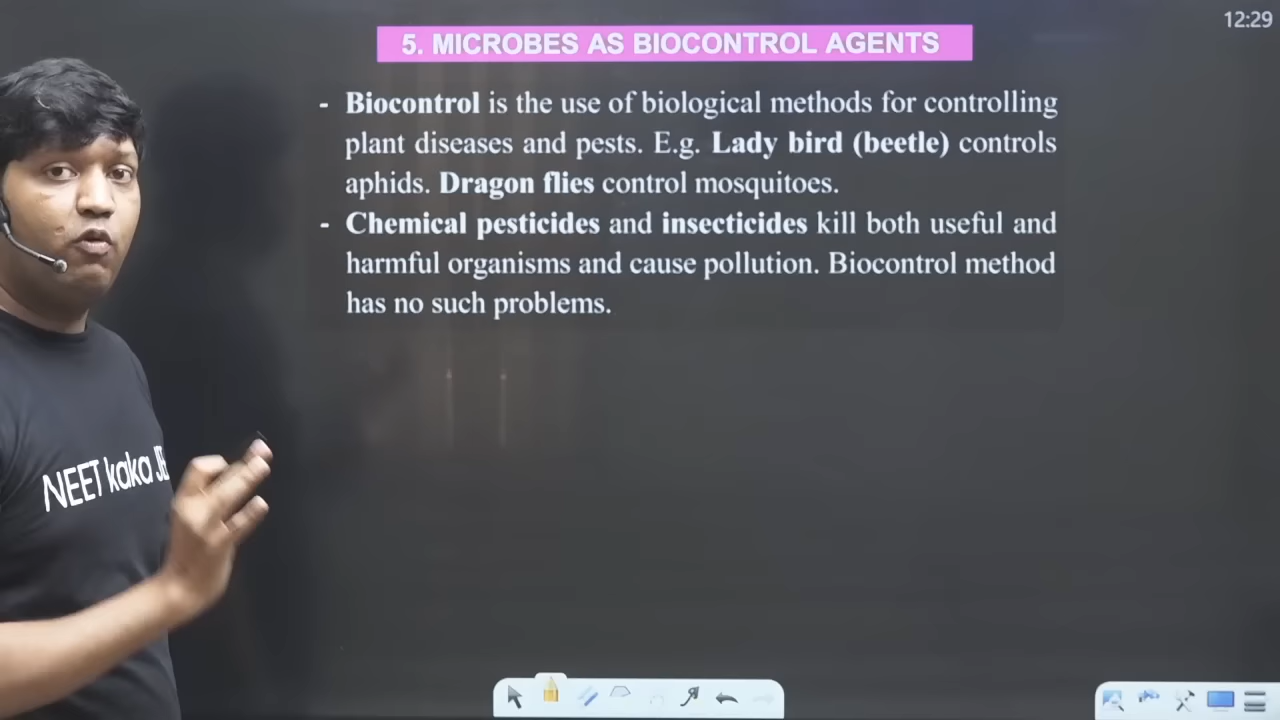 12:29
5. MICROBES AS BIOCONTROL AGENTS
- Biocontrol is the use of biological methods for controlling
plant diseases and pests. E.g. Lady bird (beetle) controls
aphids. Dragon flies control mosquitoes.
- Chemical pesticides and insecticides kill both useful and
harmful organisms and cause pollution. Biocontrol method
has no such problems.
NEET kaka JE